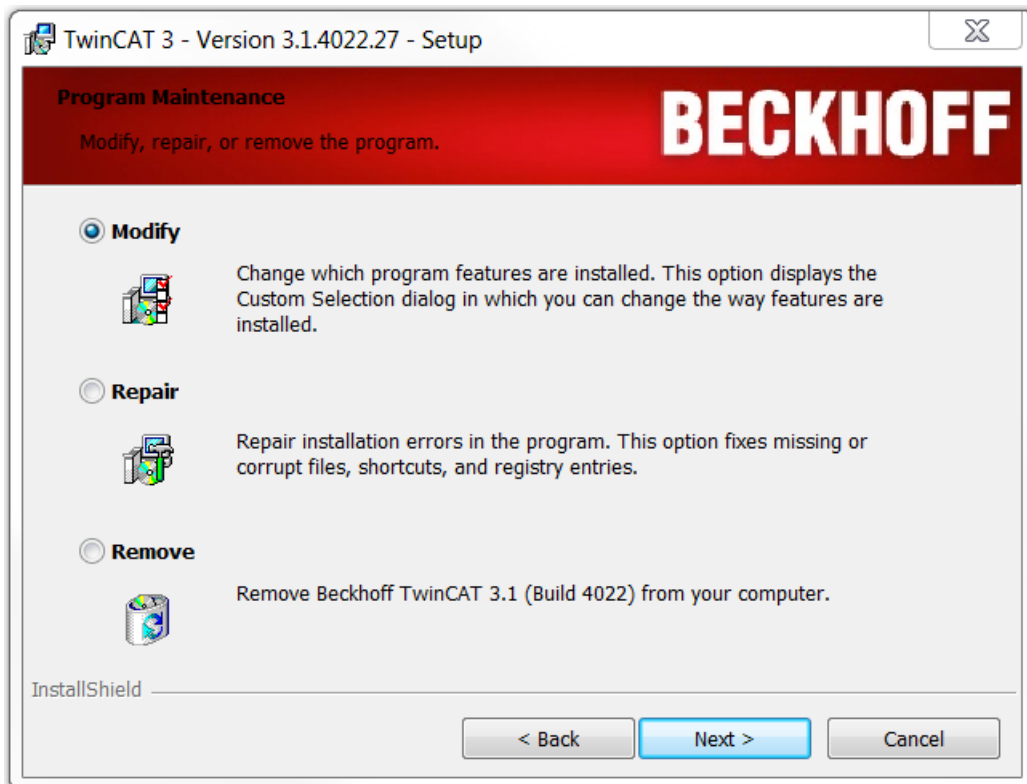 TwinCAT 3 - Version 3.1.4022.27 - Setup
Program Maintenance
Modify, repair, or remove the program.
BECKHOFF
Modify
Change which program features are installed. This option displays the
Custom Selection dialog in which you can change the way features are
installed.
Repair
Repair installation errors in the program. This option fixes missing or
corrupt files, shortcuts, and registry entries.
Remove
Remove Beckhoff TwinCAT 3.1 (Build 4022) from your computer.
InstallShield
< Back
Next >
Cancel